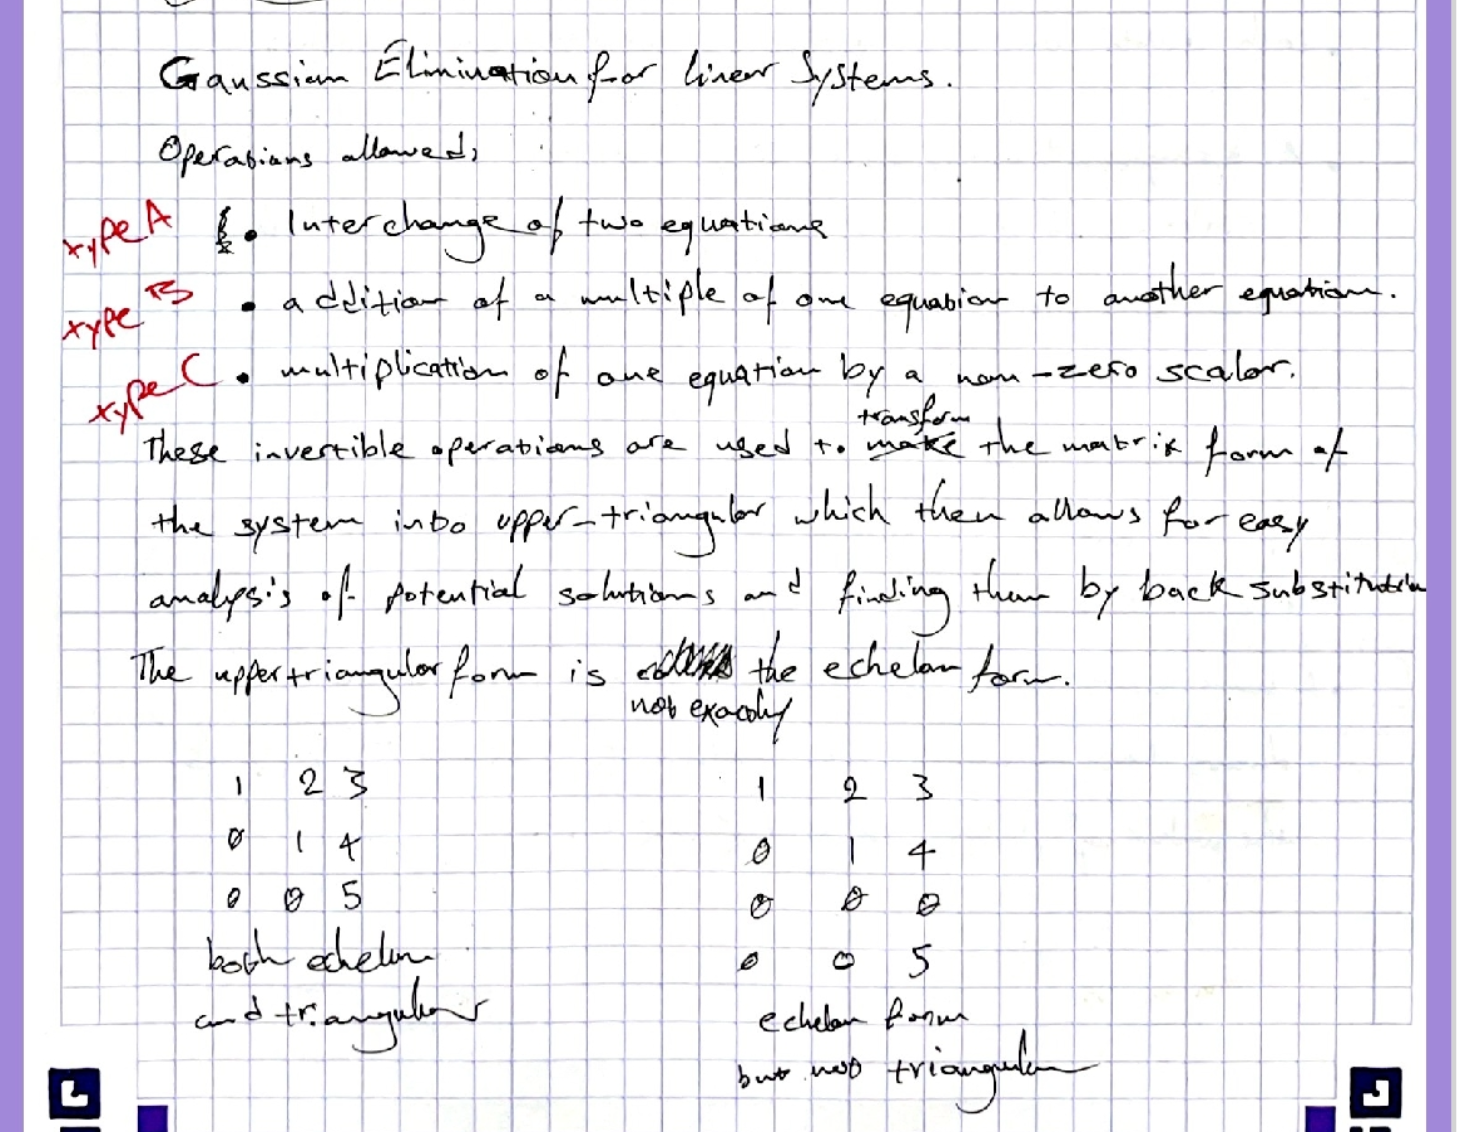 Gaussian Elimination for linear Systems.
Operations allowed:
Type A • Interchange of two equations
Type B • addition of a multiple of one equation to another equation.
Type C • multiplication of one equation by a non-zero scalar.
transform
These invertible operations are used to make the matrix form of
the system into upper-triangular which then allows for easy
analysis of potential solutions and finding them by back substitution
The upper triangular form is the echelon form.
not exactly
1 2 3 1 2 3
0 1 4 0 1 4
0 0 5 0 0 0
both echelon 0 0 5
and triangular echelon form
but not triangular